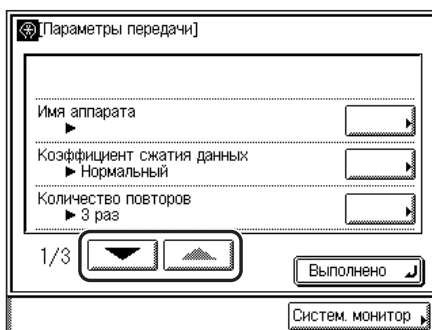 [Параметры передачи]
Имя аппарата
▶
Коэффициент сжатия данных
▶ Нормальный
Количество повторов
▶ 3 раз
1/3
Выполнено
Систем. монитор